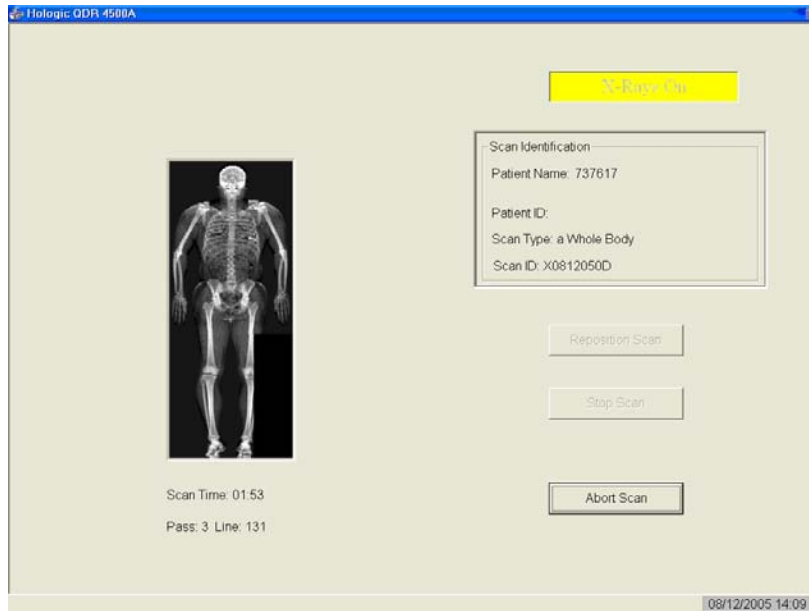 Hologic QDR 4500A
X-Rays On
Scan Identification
Patient Name: 737617
Patient ID:
Scan Type: a Whole Body
Scan ID: X0812050D
Reposition Scan
Stop Scan
Scan Time: 01:53
Abort Scan
Pass: 3 Line: 131
08/12/2005 14:09